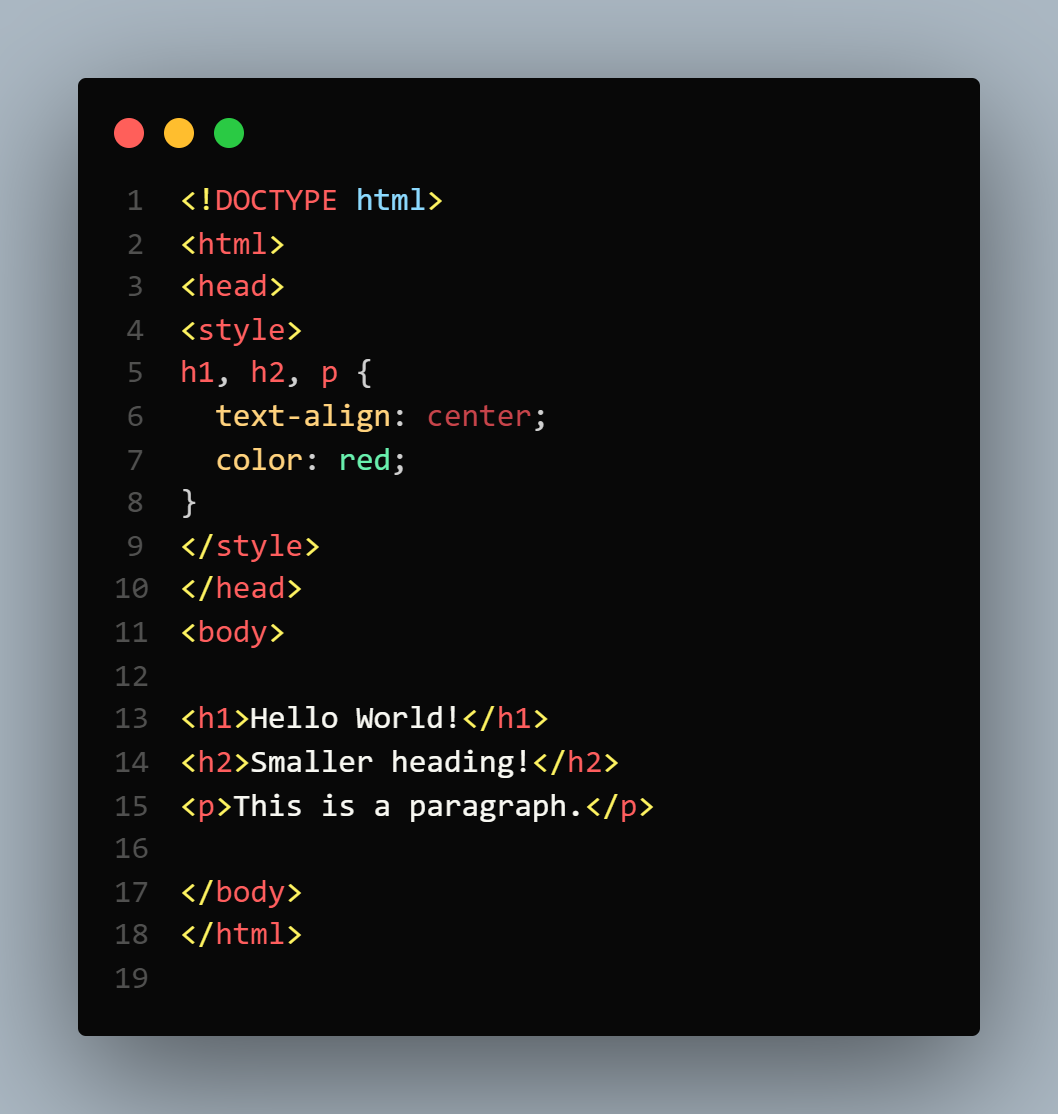 1 <!DOCTYPE html>
2 <html>
3 <head>
4 <style>
5 h1, h2, p {
6   text-align: center;
7   color: red;
8 }
9 </style>
10 </head>
11 <body>
12
13 <h1>Hello World!</h1>
14 <h2>Smaller heading!</h2>
15 <p>This is a paragraph.</p>
16
17 </body>
18 </html>
19